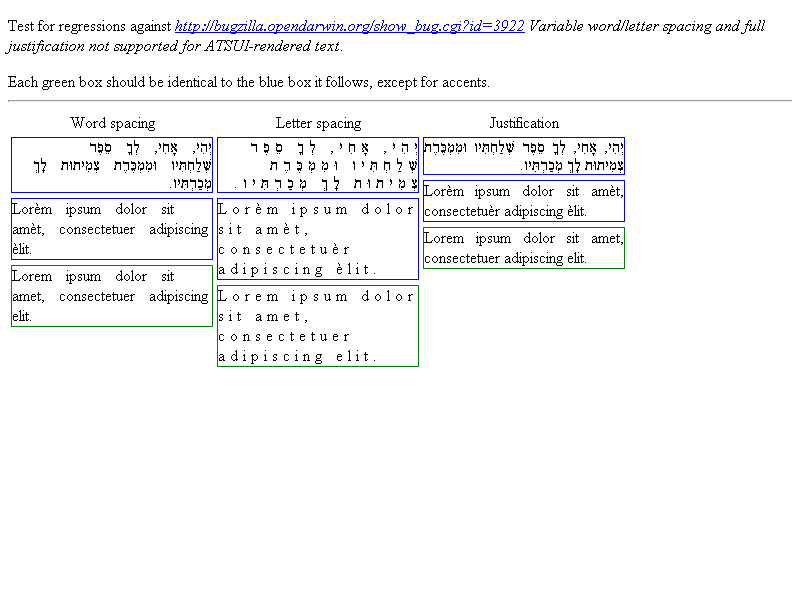 Test for regressions against http://bugzilla.opendarwin.org/show_bug.cgi?id=3922 Variable word/letter spacing and full
justification not supported for ATSUI-rendered text.
Each green box should be identical to the blue box it follows, except for accents.
Word spacing
יְהִי, אָחִי, לְךָ סֵפֶר
שְׁלַחְתִּיו וּמִמְכֶּרֶת צְמִיתוּת לָךְ
מְכַרְתִּיו.
Lorèm ipsum dolor sit
amèt, consectetuer adipiscing
èlit.
Lorem ipsum dolor sit
amet, consectetuer adipiscing
elit.
Letter spacing
יְהִי, אָחִי, לְךָ סֵפֶר
שְׁלַחְתִּיו וּמִמְכֶּרֶת
צְמִיתוּת לָךְ מְכַרְתִּיו.
Lorèm ipsum dolor
sit amèt,
consectetuèr
adipiscing èlit.
Lorem ipsum dolor
sit amet,
consectetuer
adipiscing elit.
Justification
יְהִי, אָחִי, לְךָ סֵפֶר שְׁלַחְתִּיו וּמִמְכֶּרֶת
צְמִיתוּת לָךְ מְכַרְתִּיו.
Lorèm ipsum dolor sit amèt,
consectetuèr adipiscing èlit.
Lorem ipsum dolor sit amet,
consectetuer adipiscing elit.